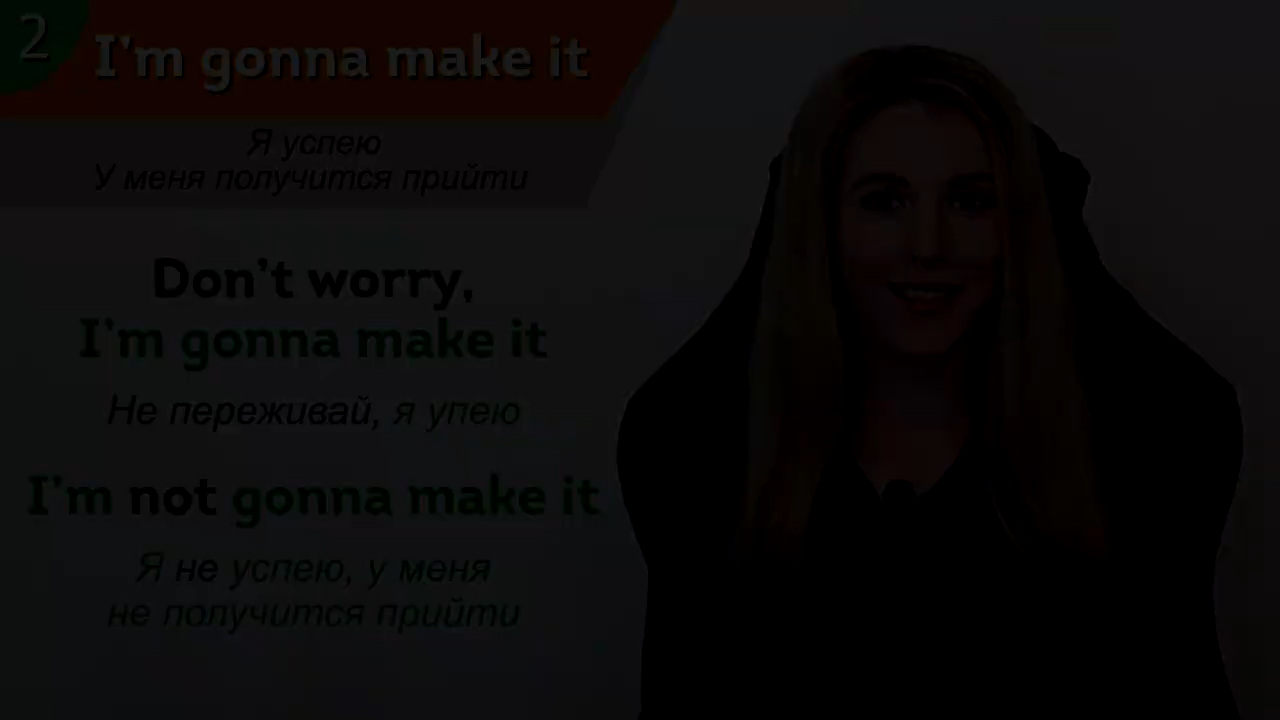 2
I'm gonna make it
Я успею
У меня получится прийти
Don't worry,
I'm gonna make it
Не переживай, я упею
I'm not gonna make it
Я не успею, у меня
не получится прийти